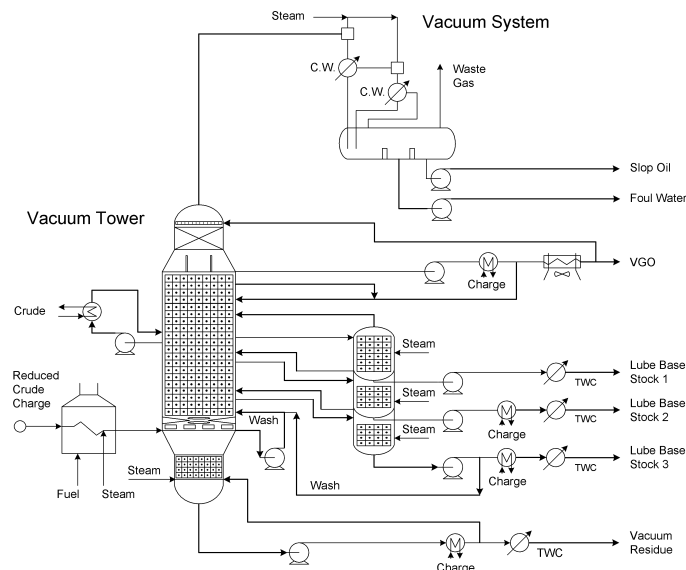 Steam
Vacuum System
C.W.
Waste
Gas
C.W.
Slop Oil
Foul Water
Vacuum Tower
VGO
Charge
Crude
Steam
Reduced
Crude
Charge
Lube Base
Stock 1
TWC
Steam
Lube Base
Stock 2
Wash
TWC
Steam
Charge
Lube Base
Stock 3
Steam
TWC
Charge
Fuel
Steam
Wash
Vacuum
Residue
TWC
Charge